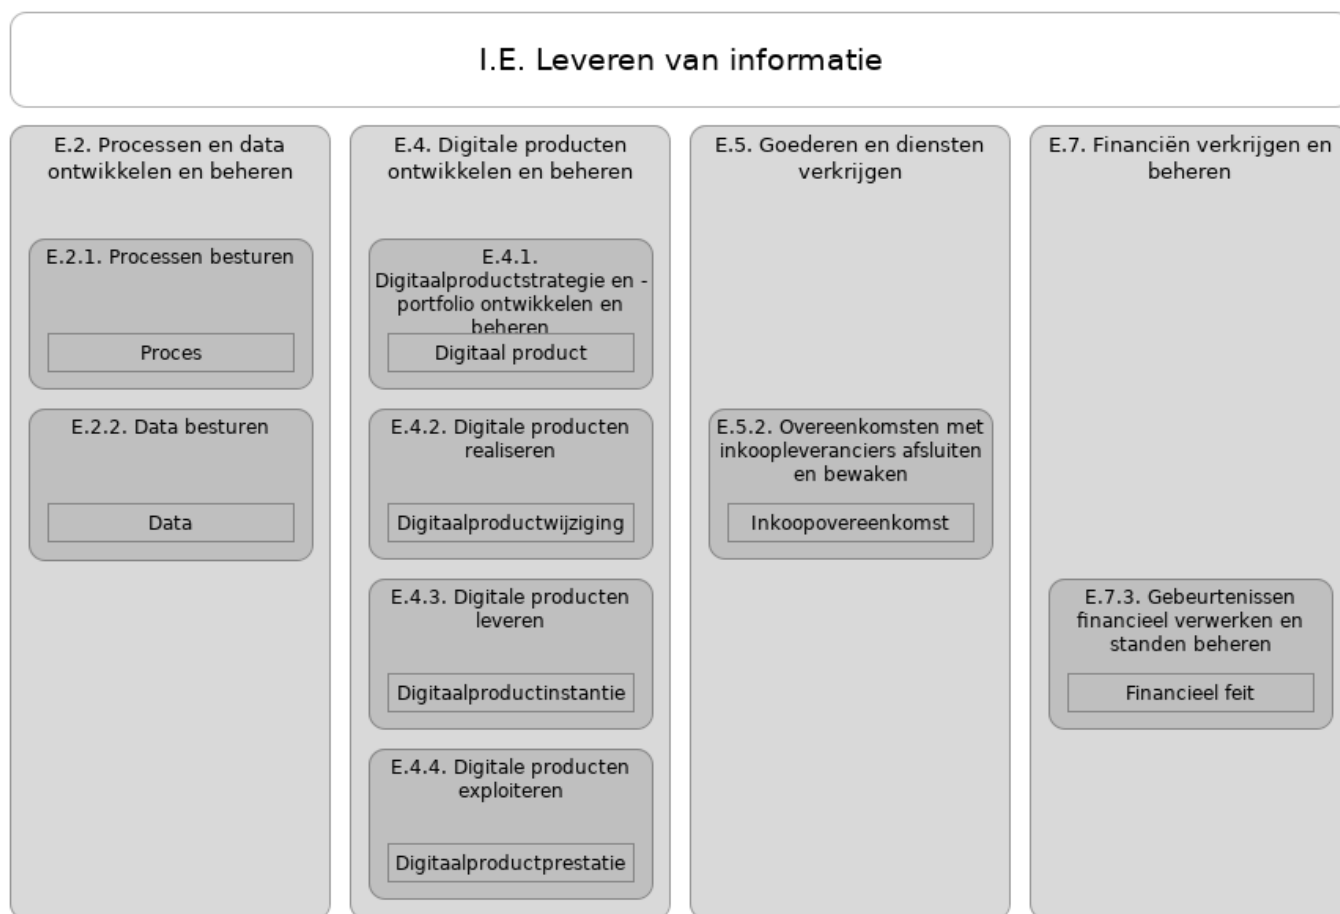 I.E. Leveren van informatie
E.2. Processen en data
ontwikkelen en beheren
E.2.1. Processen besturen
Proces
E.2.2. Data besturen
Data
E.4. Digitale producten
ontwikkelen en beheren
E.4.1.
Digitaalproductstrategie en -
portfolio ontwikkelen en
beheren
Digitaal product
E.4.2. Digitale producten
realiseren
Digitaalproductwijziging
E.4.3. Digitale producten
leveren
Digitaalproductinstantie
E.4.4. Digitale producten
exploiteren
Digitaalproductprestatie
E.5. Goederen en diensten
verkrijgen
E.5.2. Overeenkomsten met
inkoopleveranciers afsluiten
en bewaken
Inkoopovereenkomst
E.7. Financiën verkrijgen en
beheren
E.7.3. Gebeurtenissen
financieel verwerken en
standen beheren
Financieel feit